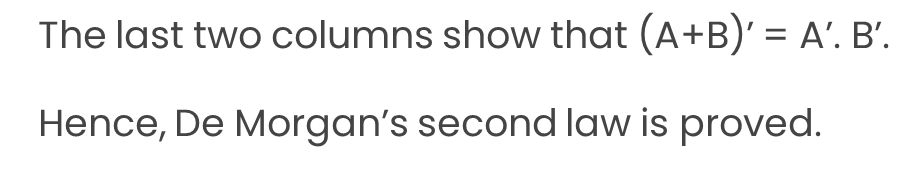 The last two columns show that (A+B)’ = A’. B’.
Hence, De Morgan’s second law is proved.